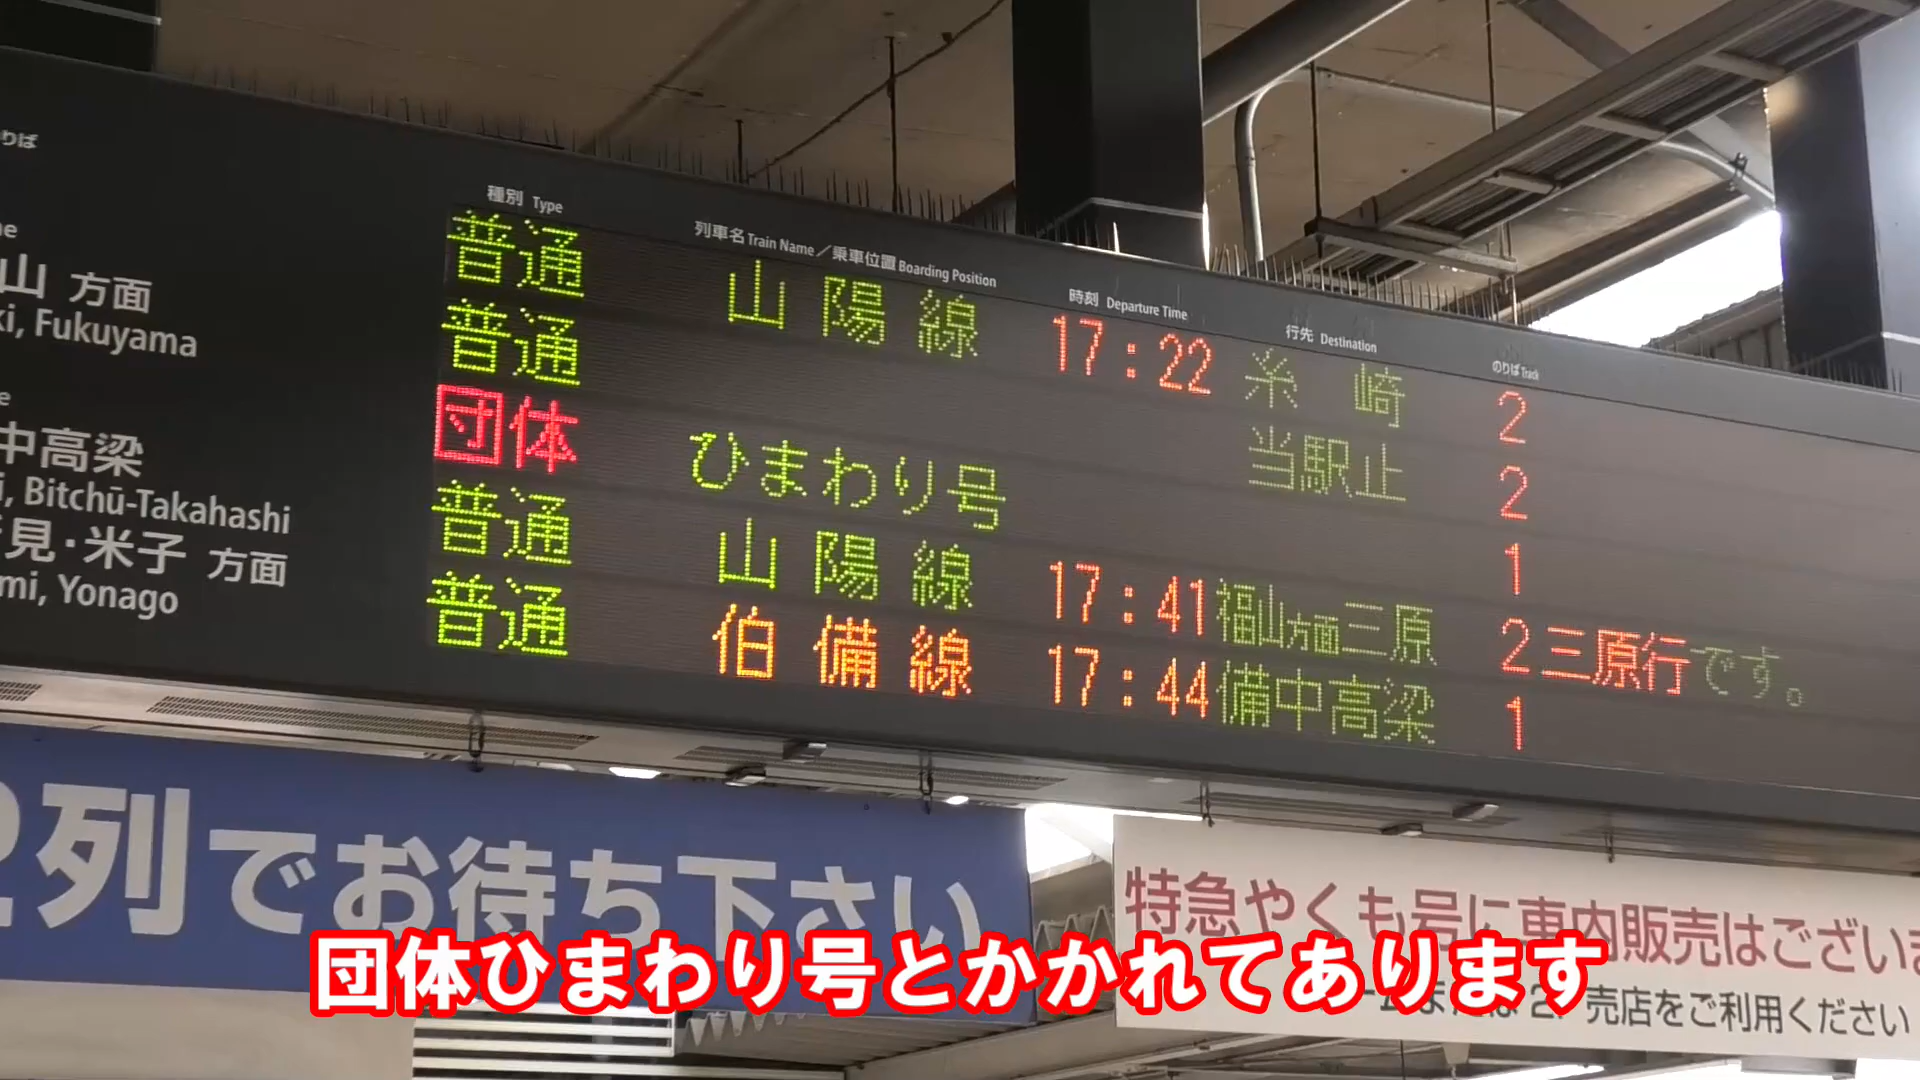 のりば
山 方面
Fukuyama
中高梁
Bitchū-Takahashi
見・米子 方面
Yonago
種別 Type
列車名 Train Name／乗車位置 Boarding Position
時刻 Departure Time
行先 Destination
のりば Track
普通 山陽線 17:22 糸崎 2
普通 当駅止 2
団体 ひまわり号 1
普通 山陽線 17:41 福山方面三原 2 三原行です。
普通 伯備線 17:44 備中高梁 1
2列でお待ち下さい
特急やくも号に車内販売はござい
売店をご利用ください
団体ひまわり号とかかれてあります